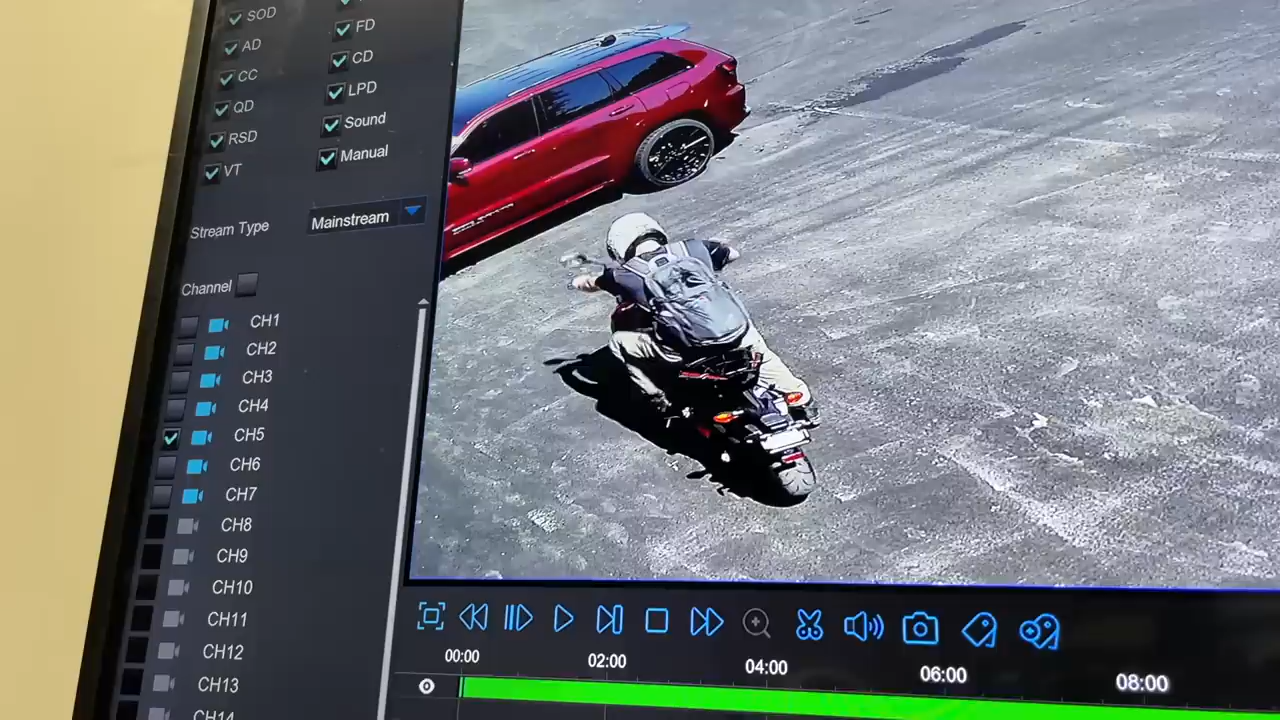 SOD
FD
AD
CD
CC
LPD
QD
Sound
RSD
Manual
VT
Stream Type
Mainstream
Channel
CH1
CH2
CH3
CH4
CH5
CH6
CH7
CH8
CH9
CH10
CH11
CH12
CH13
CH14
00:00
02:00
04:00
06:00
08:00